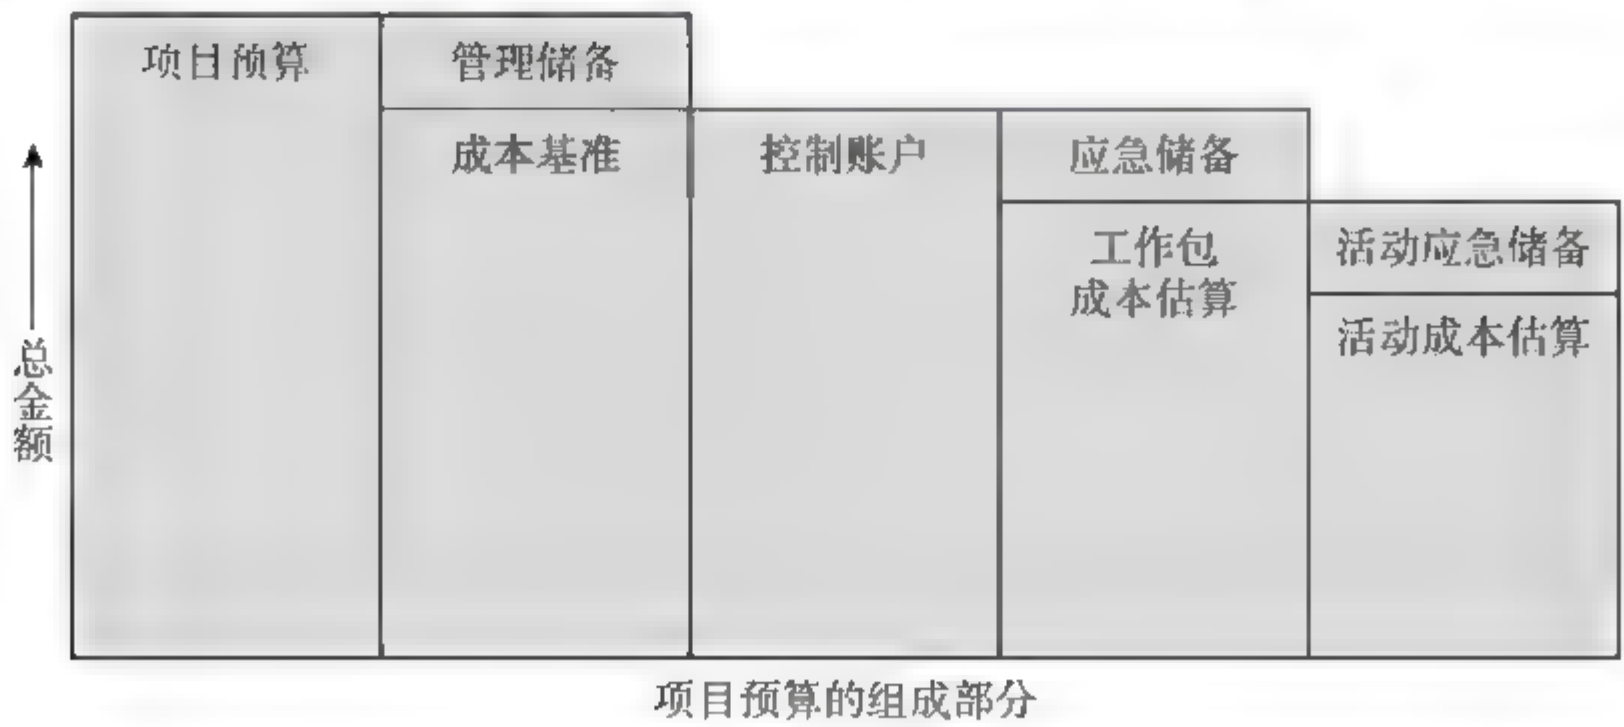 项目预算
管理储备
成本基准
控制账户
应急储备
工作包
成本估算
活动应急储备
活动成本估算
总金额
项目预算的组成部分